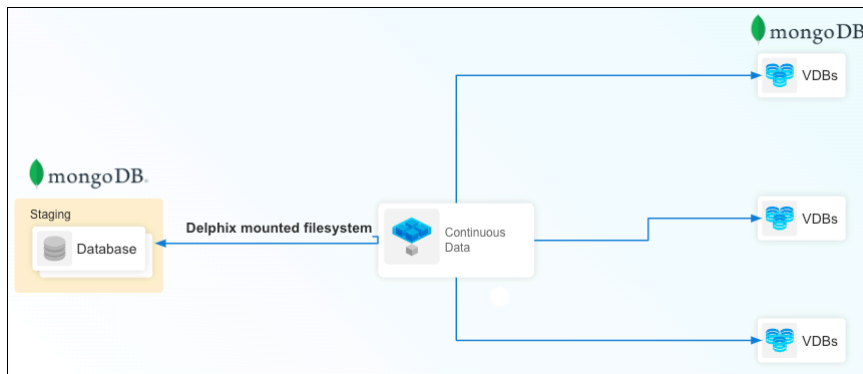 mongoDB
VDBs
mongoDB.
Staging
Database
Delphix mounted filesystem
Continuous
Data
VDBs
VDBs